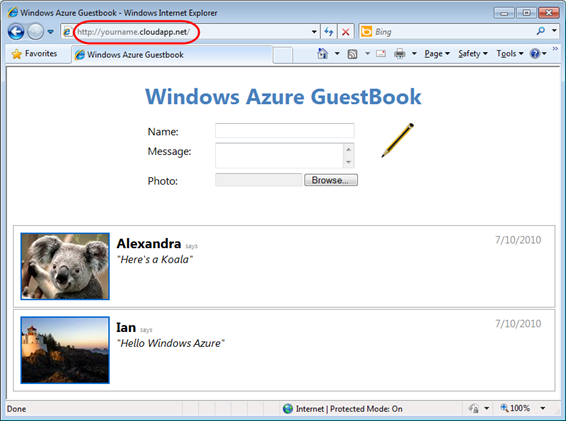 Windows Azure Guestbook - Windows Internet Explorer
http://yourname.cloudapp.net/
Bing
Favorites
Windows Azure Guestbook
Page
Safety
Tools
Windows Azure GuestBook
Name:
Message:
Photo:
Browse...
Alexandra says
7/10/2010
"Here's a Koala"
Ian says
7/10/2010
"Hello Windows Azure"
Done
Internet | Protected Mode: On
100%